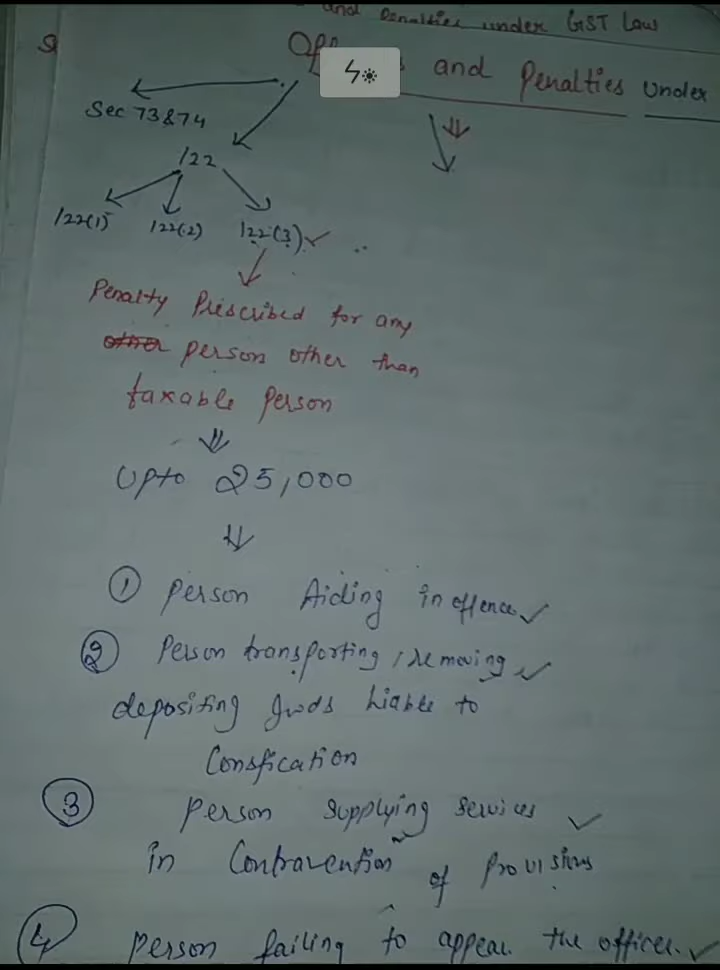 and Penalties under GST Law
and Penalties under
Sec 73 & 74
122
122(1) 122(2) 122(3)
Penalty Prescribed for any
person other than
taxable person
Upto 25,000
① Person Aiding in offence
② Person transporting / removing
depositing goods liable to
Consfication
③ Person supplying services
in Contravention of Provisions
④ Person failing to appear the officer.